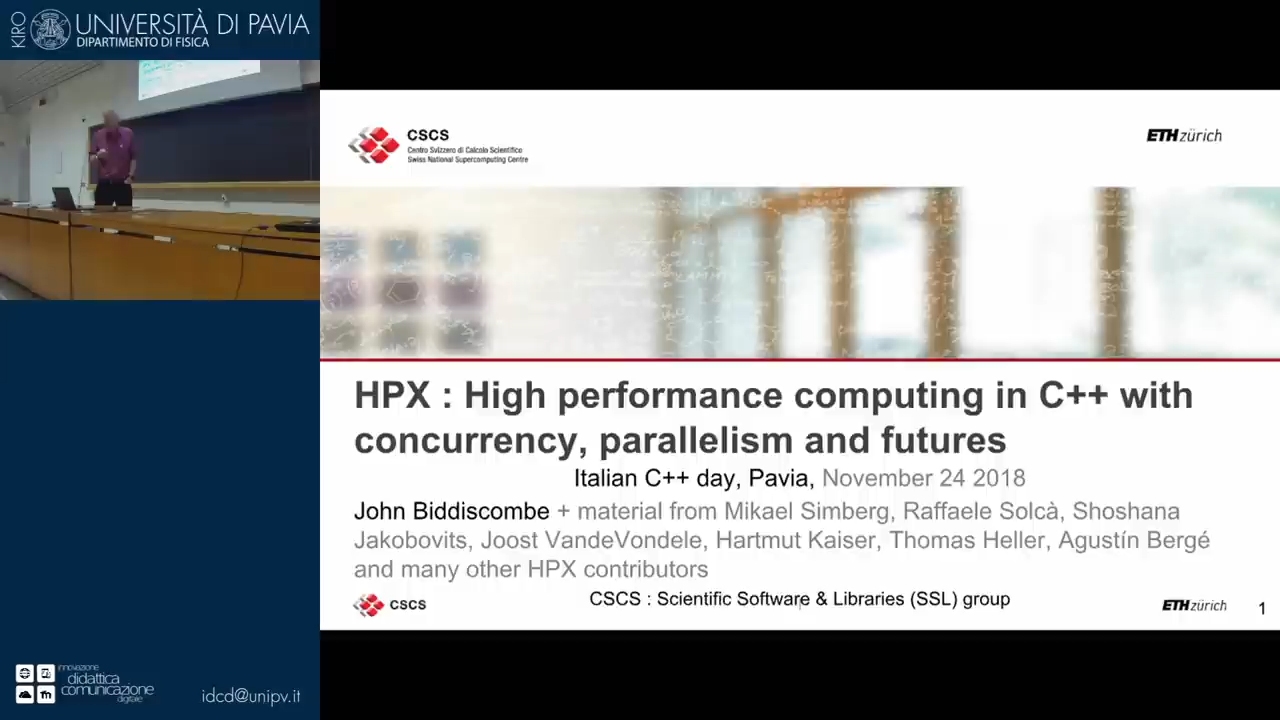 KIRO
UNIVERSITÀ DI PAVIA
DIPARTIMENTO DI FISICA
CSCS
Centro Svizzero di Calcolo Scientifico
Swiss National Supercomputing Centre
ETH zürich
HPX : High performance computing in C++ with
concurrency, parallelism and futures
Italian C++ day, Pavia, November 24 2018
John Biddiscombe + material from Mikael Simberg, Raffaele Solcà, Shoshana
Jakobovits, Joost VandeVondele, Hartmut Kaiser, Thomas Heller, Agustín Bergé
and many other HPX contributors
CSCS : Scientific Software & Libraries (SSL) group
CSCS
ETH zürich
1
innovazione
didattica
comunicazione
digitale
idcd@unipv.it